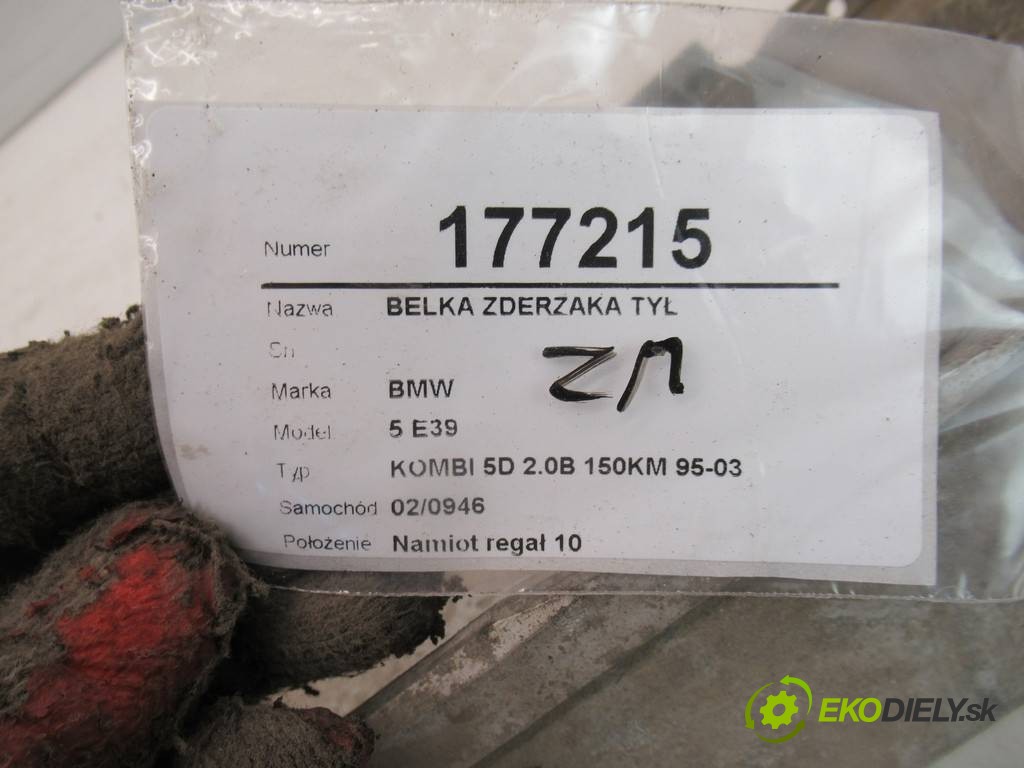 Numer 177215
Nazwa BELKA ZDERZAKA TYŁ
Sn
Marka BMW
Model 5 E39
Typ KOMBI 5D 2.0B 150KM 95-03
Samochód 02/0946
Położenie Namiot regał 10
EKODIELY.sk